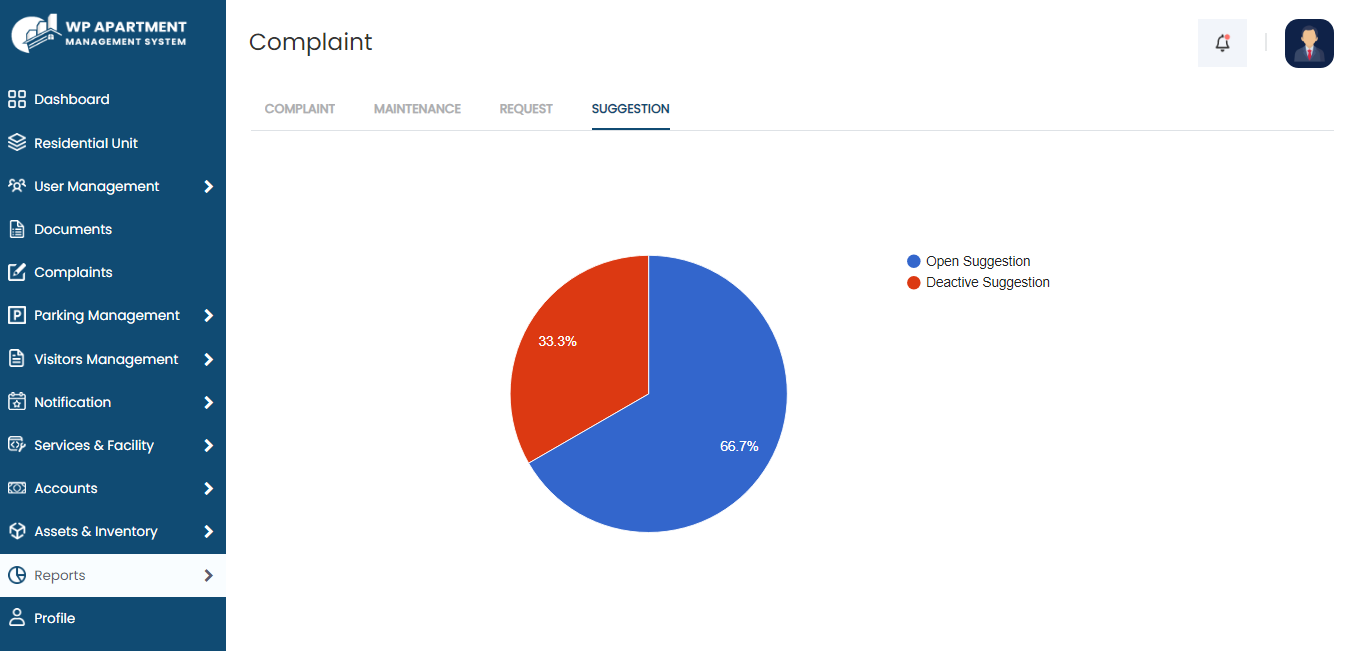 WP APARTMENT
MANAGEMENT SYSTEM
Dashboard
Residential Unit
User Management
Documents
Complaints
Parking Management
Visitors Management
Notification
Services & Facility
Accounts
Assets & Inventory
Reports
Profile
Complaint
COMPLAINT MAINTENANCE REQUEST SUGGESTION
33.3%
66.7%
Open Suggestion
Deactive Suggestion